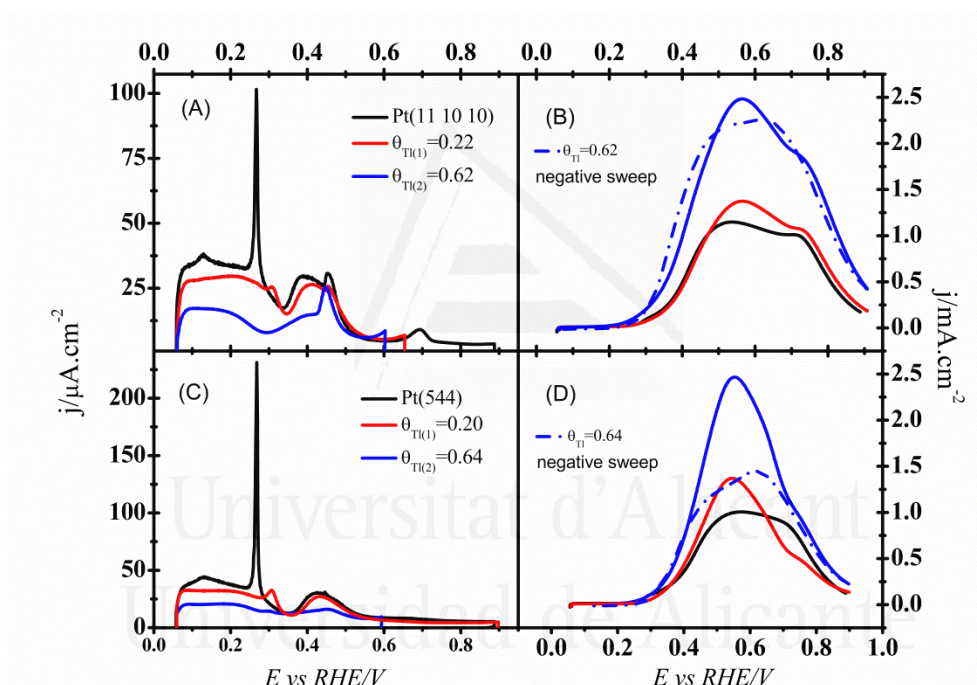 0.0 0.2 0.4 0.6 0.8
0.0 0.2 0.4 0.6 0.8
(A)
Pt(11 10 10)
θTl(1)=0.22
θTl(2)=0.62
100
75
50
25
(B)
θTl=0.62
negative sweep
2.5
2.0
1.5
1.0
0.5
0.0
j/μA.cm-2
j/mA.cm-2
(C)
Pt(544)
θTl(1)=0.20
θTl(2)=0.64
200
150
100
50
0
(D)
θTl=0.64
negative sweep
2.5
2.0
1.5
1.0
0.5
0.0
Universitat d'Alacant
Universidad de Alicante
0.0 0.2 0.4 0.6 0.8
0.0 0.2 0.4 0.6 0.8 1.0
E vs RHE/V
E vs RHE/V